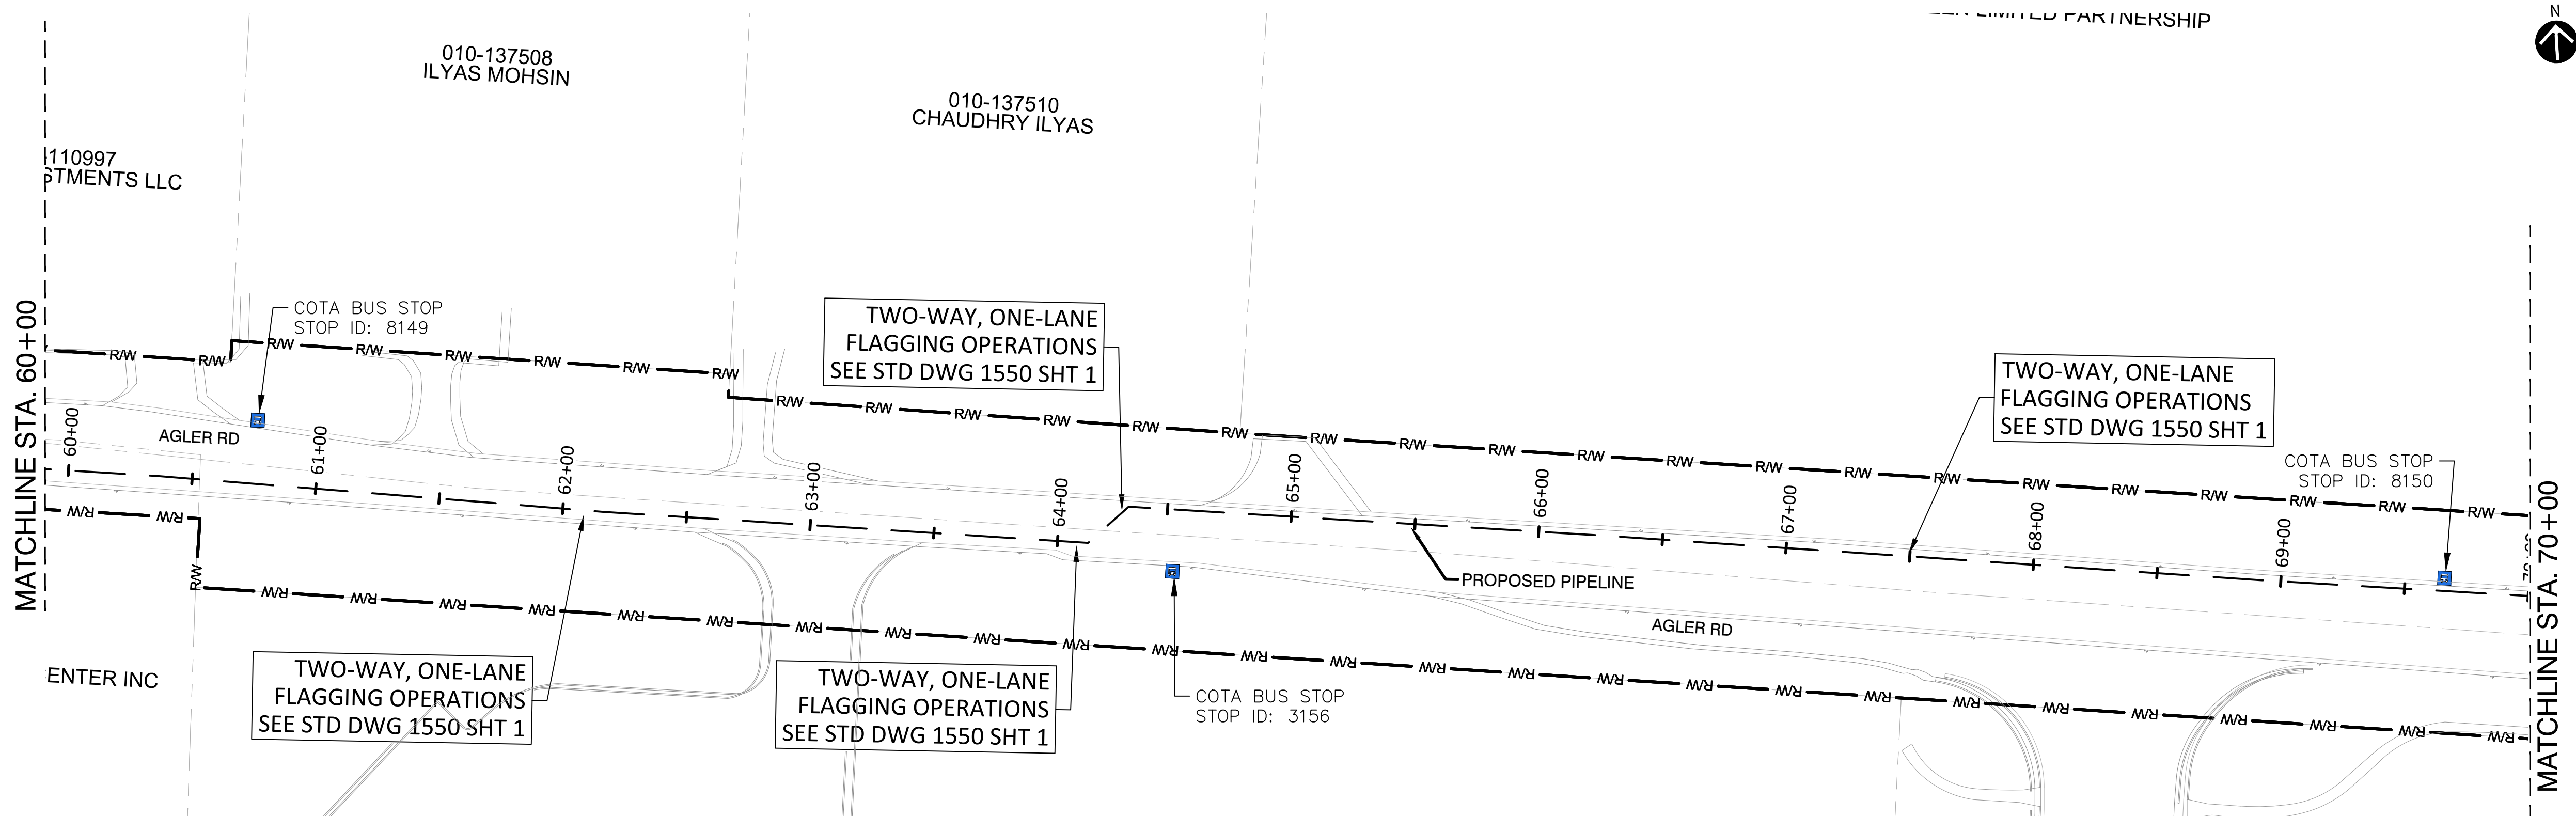 LIMITED PARTNERSHIP
N
010-137508
ILYAS MOHSIN
010-137510
CHAUDHRY ILYAS
110997
STMENTS LLC
COTA BUS STOP
STOP ID: 8149
TWO-WAY, ONE-LANE
FLAGGING OPERATIONS
SEE STD DWG 1550 SHT 1
TWO-WAY, ONE-LANE
FLAGGING OPERATIONS
SEE STD DWG 1550 SHT 1
COTA BUS STOP
STOP ID: 8150
MATCHLINE STA. 60+00
R/W R/W R/W R/W R/W R/W R/W R/W R/W R/W R/W R/W R/W R/W R/W R/W R/W R/W R/W R/W R/W R/W R/W R/W R/W R/W R/W R/W
AGLER RD
60+00
61+00
62+00
63+00
64+00
65+00
66+00
67+00
68+00
69+00
PROPOSED PIPELINE
AGLER RD
MATCHLINE STA. 70+00
R/W R/W R/W R/W R/W R/W R/W R/W R/W R/W R/W R/W R/W R/W R/W R/W R/W R/W R/W R/W R/W R/W R/W R/W R/W R/W R/W R/W R/W
ENTER INC
TWO-WAY, ONE-LANE
FLAGGING OPERATIONS
SEE STD DWG 1550 SHT 1
TWO-WAY, ONE-LANE
FLAGGING OPERATIONS
SEE STD DWG 1550 SHT 1
COTA BUS STOP
STOP ID: 3156